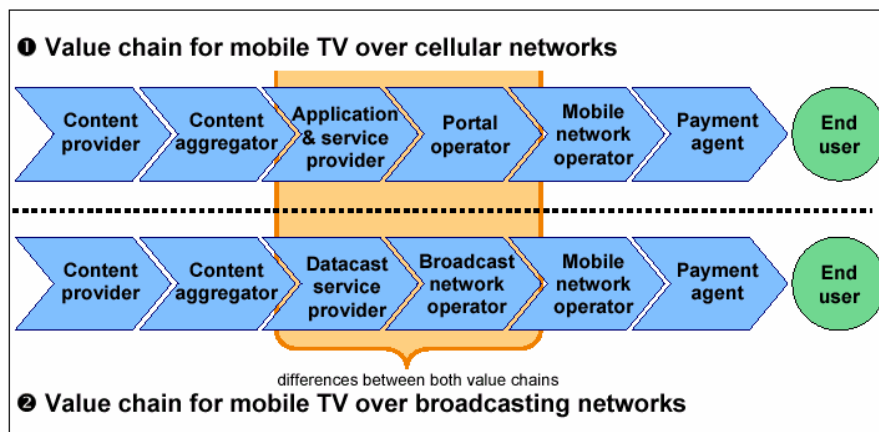 ❶ Value chain for mobile TV over cellular networks
Content
provider
Content
aggregator
Application
& service
provider
Portal
operator
Mobile
network
operator
Payment
agent
End
user
Content
provider
Content
aggregator
Datacast
service
provider
Broadcast
network
operator
Mobile
network
operator
Payment
agent
End
user
differences between both value chains
❷ Value chain for mobile TV over broadcasting networks